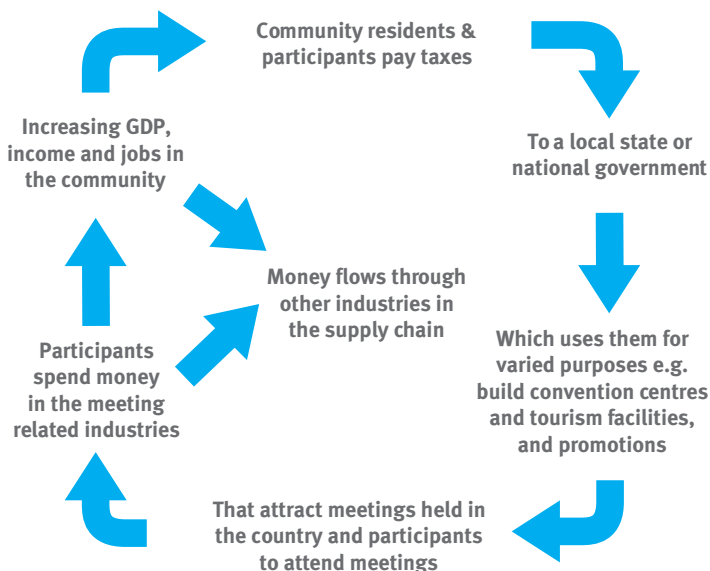 Community residents &
participants pay taxes
To a local state or
national government
Which uses them for
varied purposes e.g.
build convention centres
and tourism facilities,
and promotions
That attract meetings held in
the country and participants
to attend meetings
Participants
spend money
in the meeting
related industries
Increasing GDP,
income and jobs in
the community
Money flows through
other industries in
the supply chain